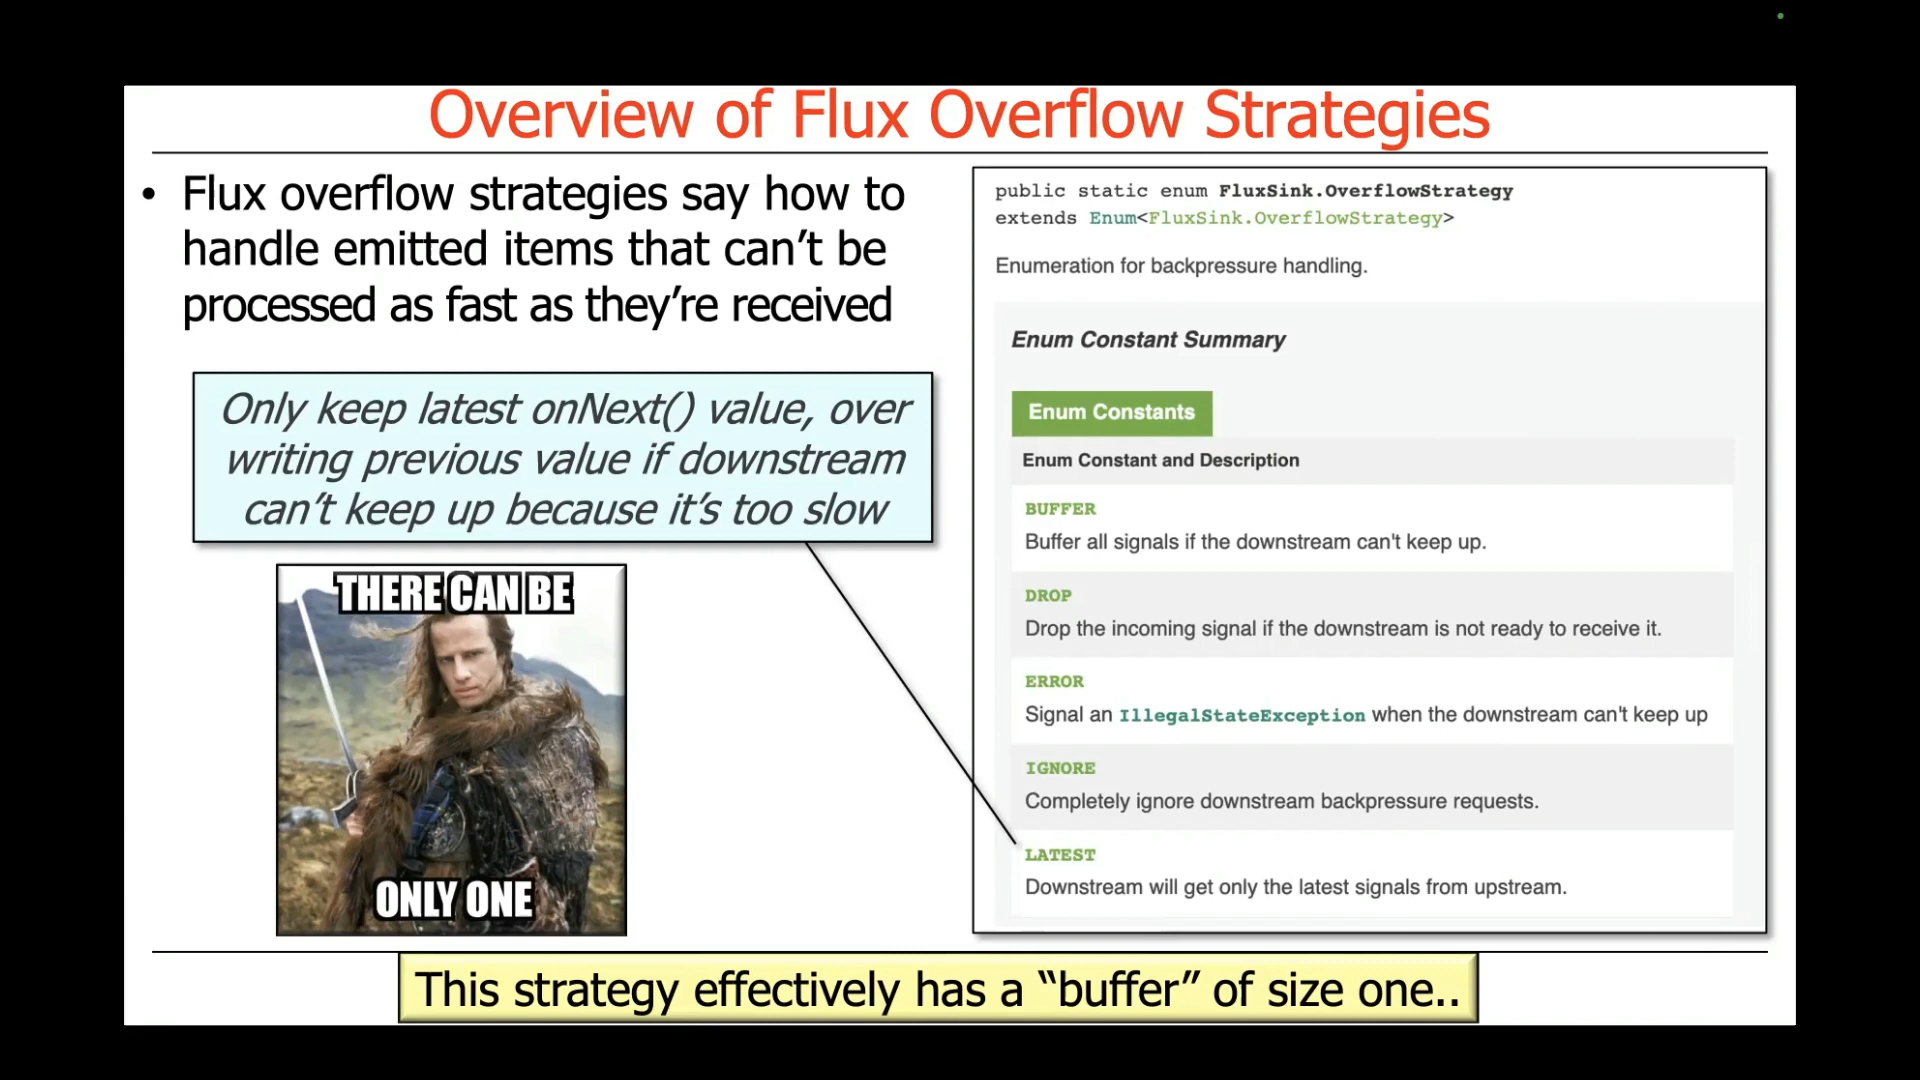 Overview of Flux Overflow Strategies
• Flux overflow strategies say how to
handle emitted items that can’t be
processed as fast as they’re received
Only keep latest onNext() value, over
writing previous value if downstream
can’t keep up because it’s too slow
THERE CAN BE
ONLY ONE
public static enum FluxSink.OverflowStrategy
extends Enum<FluxSink.OverflowStrategy>
Enumeration for backpressure handling.
Enum Constant Summary
Enum Constants
Enum Constant and Description
BUFFER
Buffer all signals if the downstream can't keep up.
DROP
Drop the incoming signal if the downstream is not ready to receive it.
ERROR
Signal an IllegalStateException when the downstream can't keep up
IGNORE
Completely ignore downstream backpressure requests.
LATEST
Downstream will get only the latest signals from upstream.
This strategy effectively has a “buffer” of size one..